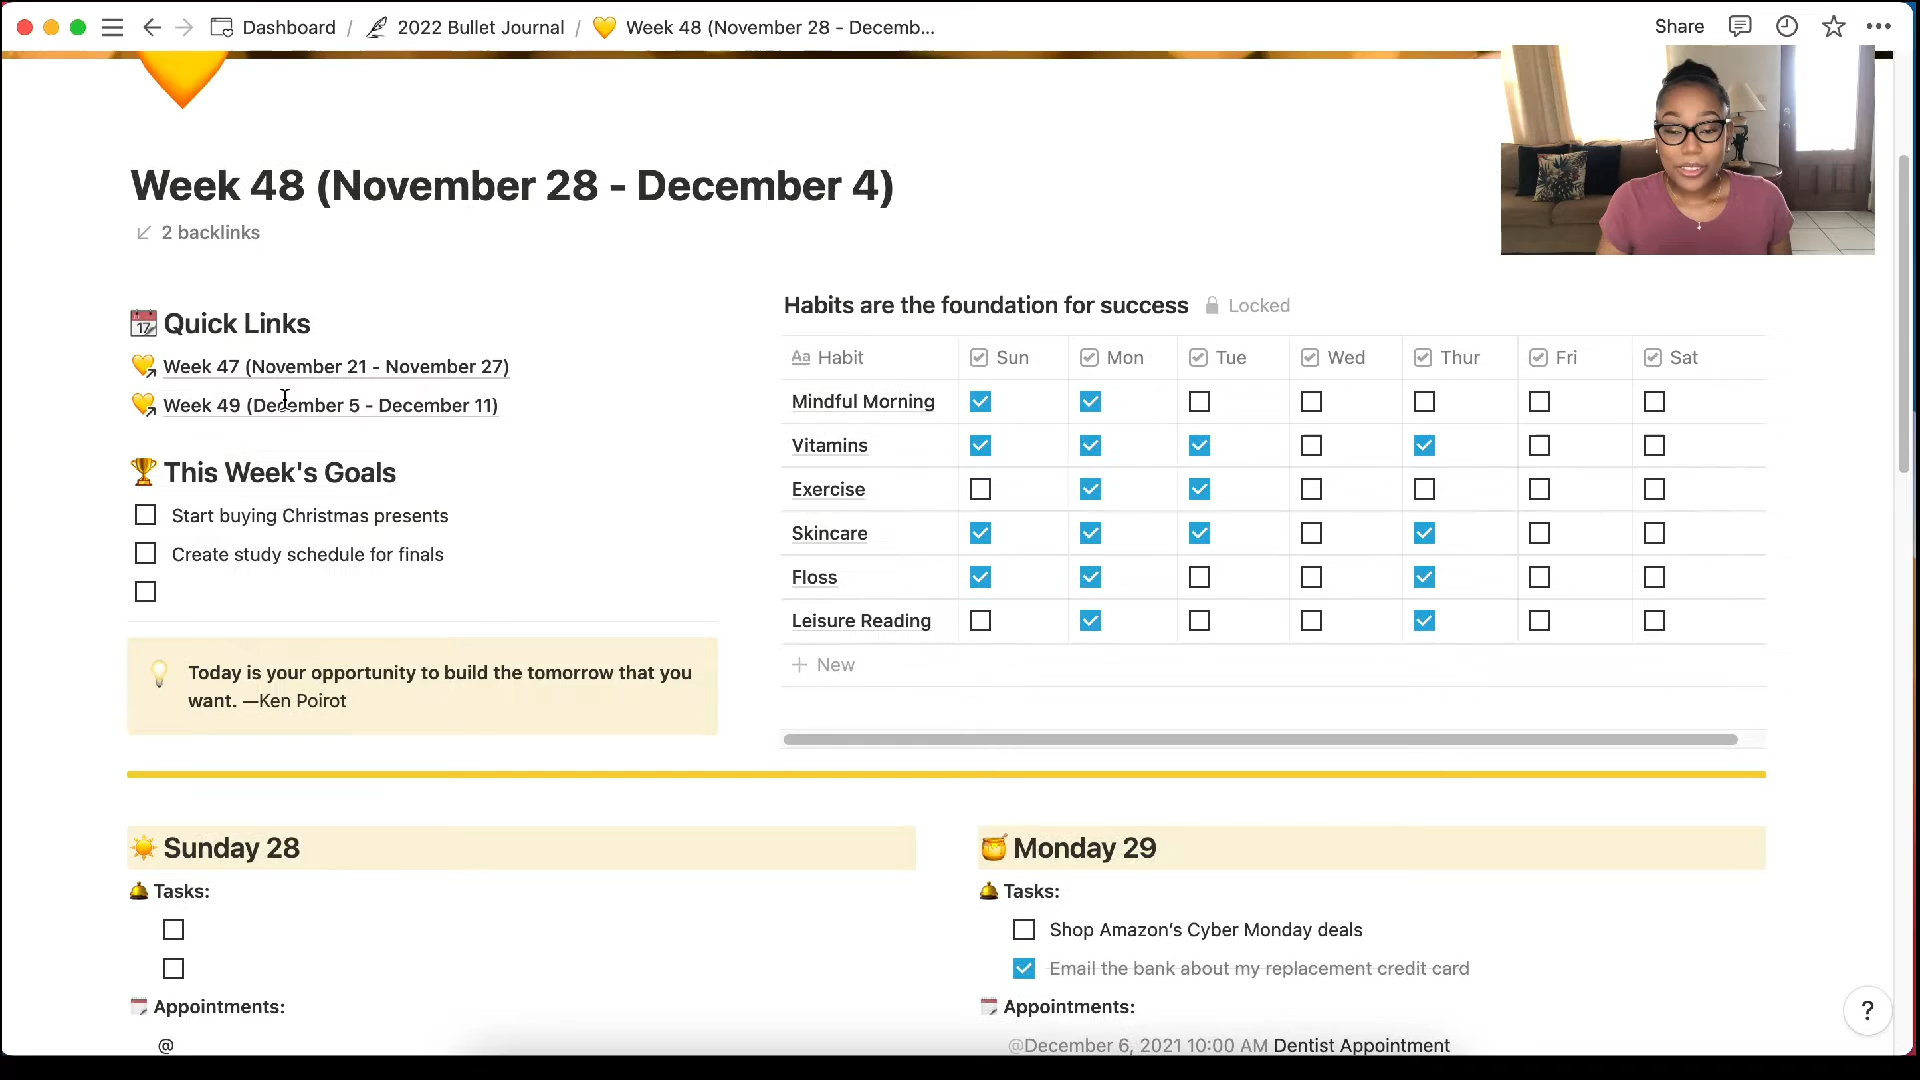 Dashboard / 2022 Bullet Journal / Week 48 (November 28 - Decemb...
Share
Week 48 (November 28 - December 4)
2 backlinks
Quick Links
Week 47 (November 21 - November 27)
Week 49 (December 5 - December 11)
This Week's Goals
Start buying Christmas presents
Create study schedule for finals
Today is your opportunity to build the tomorrow that you
want. —Ken Poirot
Habits are the foundation for success Locked
Aa Habit Sun Mon Tue Wed Thur Fri Sat
Mindful Morning
Vitamins
Exercise
Skincare
Floss
Leisure Reading
+ New
Sunday 28
Tasks:
Appointments:
@
Monday 29
Tasks:
Shop Amazon's Cyber Monday deals
Email the bank about my replacement credit card
Appointments:
@December 6, 2021 10:00 AM Dentist Appointment
?